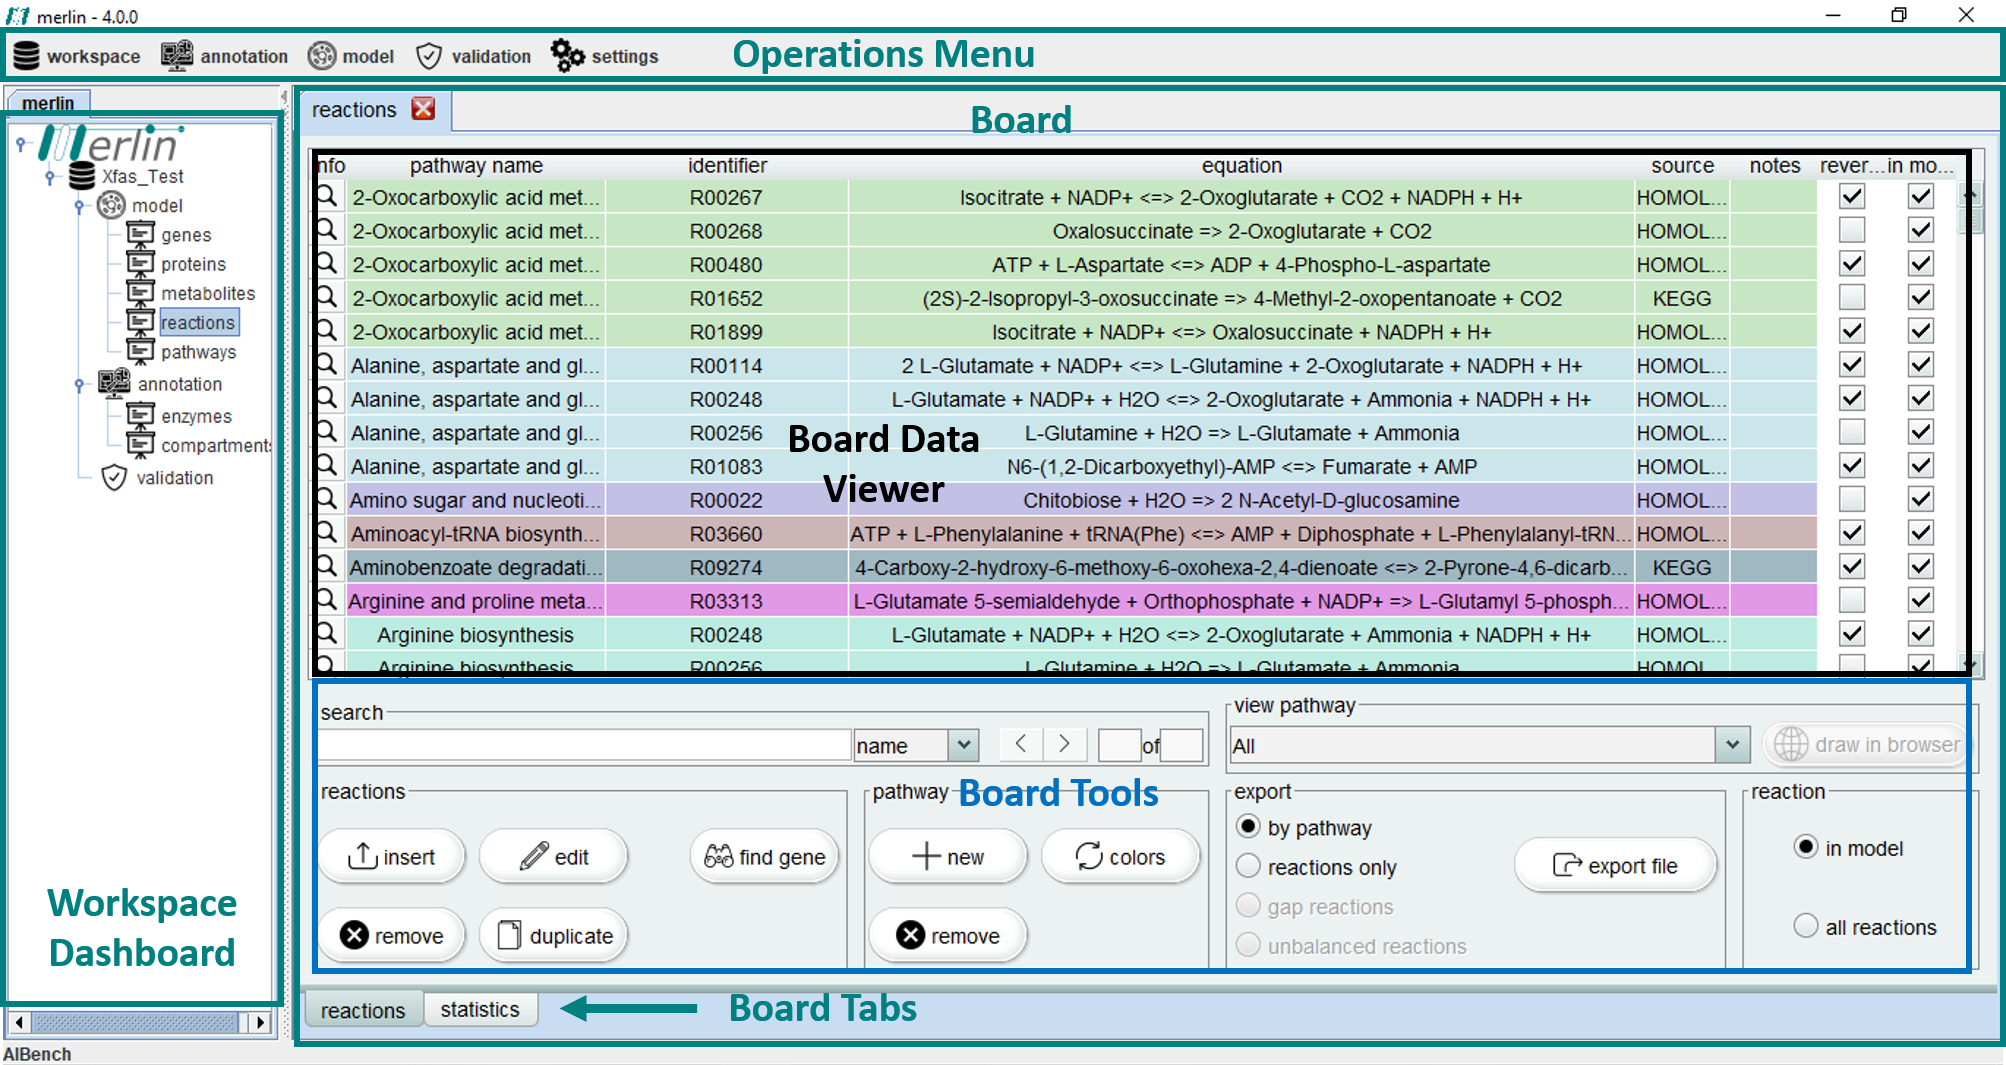 merlin - 4.0.0
workspace annotation model validation settings Operations Menu
merlin
reactions
Board
Merlin
Xfas_Test
model
genes
proteins
metabolites
reactions
pathways
annotation
enzymes
compartments
validation
Workspace
Dashboard
nfo pathway name identifier equation source notes rever... in mo...
2-Oxocarboxylic acid met... R00267 Isocitrate + NADP+ <=> 2-Oxoglutarate + CO2 + NADPH + H+ HOMOL...
2-Oxocarboxylic acid met... R00268 Oxalosuccinate => 2-Oxoglutarate + CO2 HOMOL...
2-Oxocarboxylic acid met... R00480 ATP + L-Aspartate <=> ADP + 4-Phospho-L-aspartate HOMOL...
2-Oxocarboxylic acid met... R01652 (2S)-2-Isopropyl-3-oxosuccinate => 4-Methyl-2-oxopentanoate + CO2 KEGG
2-Oxocarboxylic acid met... R01899 Isocitrate + NADP+ <=> Oxalosuccinate + NADPH + H+ HOMOL...
Alanine, aspartate and gl... R00114 2 L-Glutamate + NADP+ <=> L-Glutamine + 2-Oxoglutarate + NADPH + H+ HOMOL...
Alanine, aspartate and gl... R00248 L-Glutamate + NADP+ + H2O <=> 2-Oxoglutarate + Ammonia + NADPH + H+ HOMOL...
Alanine, aspartate and gl... R00256 L-Glutamine + H2O => L-Glutamate + Ammonia HOMOL...
Alanine, aspartate and gl... R01083 N6-(1,2-Dicarboxyethyl)-AMP <=> Fumarate + AMP HOMOL...
Amino sugar and nucleoti... R00022 Chitobiose + H2O => 2 N-Acetyl-D-glucosamine HOMOL...
Aminoacyl-tRNA biosynth... R03660 ATP + L-Phenylalanine + tRNA(Phe) <=> AMP + Diphosphate + L-Phenylalanyl-tRN... HOMOL...
Aminobenzoate degradati... R09274 4-Carboxy-2-hydroxy-6-methoxy-6-oxohexa-2,4-dienoate <=> 2-Pyrone-4,6-dicarb... KEGG
Arginine and proline meta... R03313 L-Glutamate 5-semialdehyde + Orthophosphate + NADP+ => L-Glutamyl 5-phosph... HOMOL...
Arginine biosynthesis R00248 L-Glutamate + NADP+ + H2O <=> 2-Oxoglutarate + Ammonia + NADPH + H+ HOMOL...
Arginine biosynthesis R00256 L-Glutamine + H2O => L-Glutamate + Ammonia HOMOL...
Board Data
Viewer
search
name of
view pathway
All draw in browser
Board Tools
reactions
insert edit find gene
remove duplicate
pathway
new colors
remove
export
by pathway
reactions only
gap reactions
unbalanced reactions
export file
reaction
in model
all reactions
reactions statistics Board Tabs
AIBench